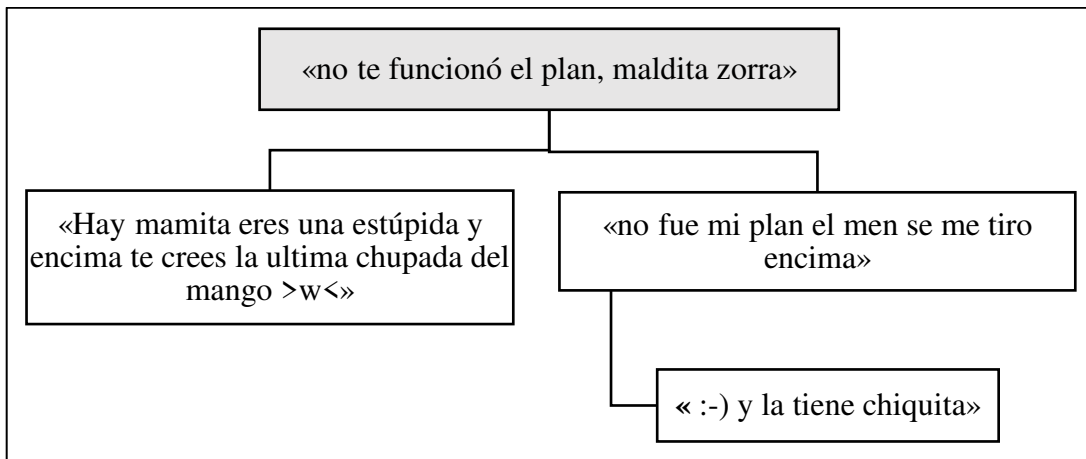 «no te funcionó el plan, maldita zorra»
«Hay mamita eres una estúpida y
encima te crees la ultima chupada del
mango >w<»
«no fue mi plan el men se me tiro
encima»
« :-) y la tiene chiquita»